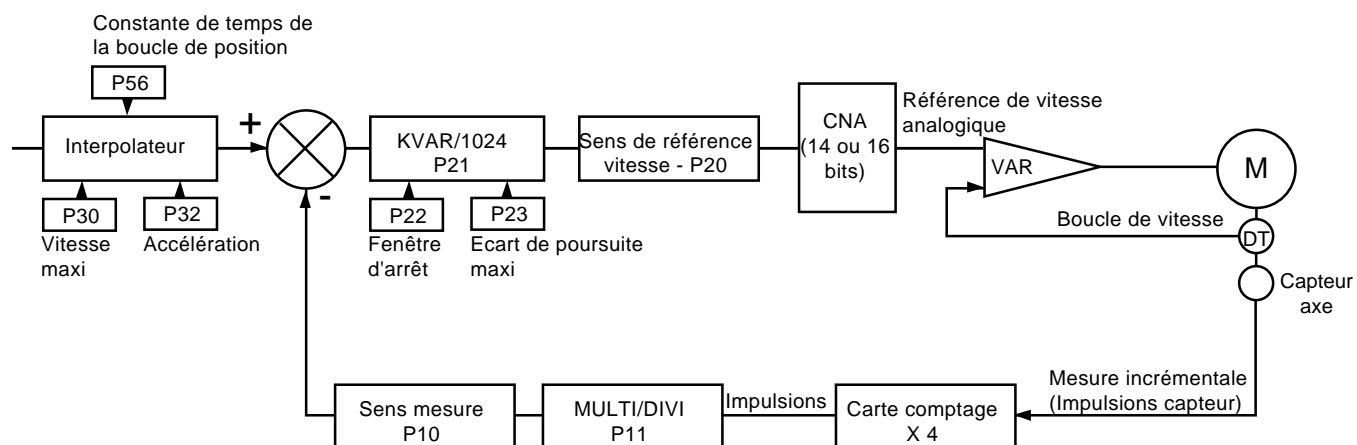 Constante de temps de
la boucle de position
P56
Interpolateur
P30
Vitesse
maxi
P32
Accélération
+
-
KVAR/1024
P21
P22
Fenêtre
d'arrêt
P23
Ecart de poursuite
maxi
Sens de référence
vitesse - P20
CNA
(14 ou 16
bits)
Référence de vitesse
analogique
VAR
M
Boucle de vitesse
DT
Capteur
axe
Mesure incrémentale
(Impulsions capteur)
Carte comptage
X 4
Impulsions
MULTI/DIVI
P11
Sens mesure
P10